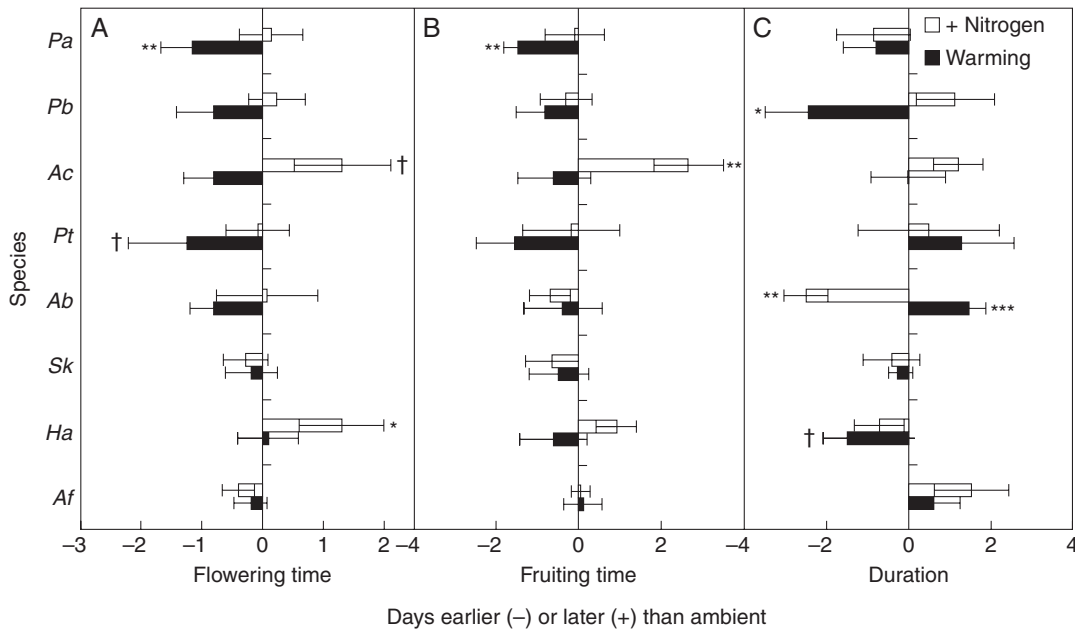 A
B
C
+ Nitrogen
Warming
Species
Pa
Pb
Ac
Pt
Ab
Sk
Ha
Af
**
†
†
*
**
**
*
**
***
†
–3 –2 –1 0 1 2 –4 –2 0 2 –4 –2 0 2 4
Flowering time Fruiting time Duration
Days earlier (–) or later (+) than ambient